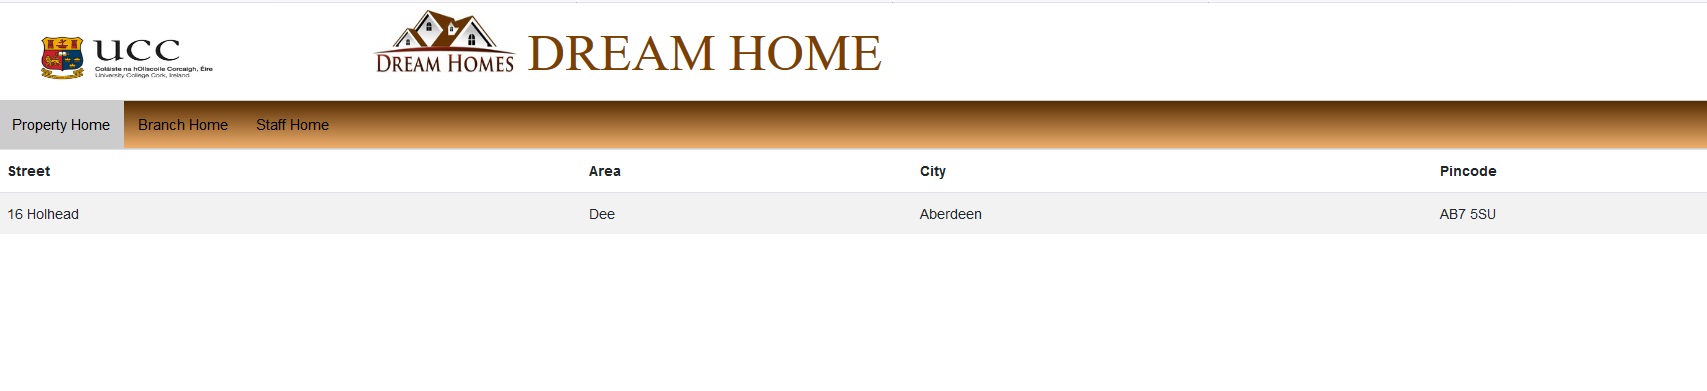 UCC
Coláiste na hOllscoile Corcaigh, Éire
University College Cork, Ireland
DREAM HOMES
DREAM HOME
Property Home Branch Home Staff Home
Street Area City Pincode
16 Holhead Dee Aberdeen AB7 5SU